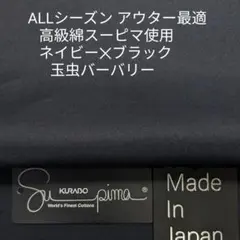 ALLシーズン アウター最適
高級綿スーピマ使用
ネイビー×ブラック
玉虫バーバリー
Supima®
KURABO
World's Finest Cottons
Made
In
Japan